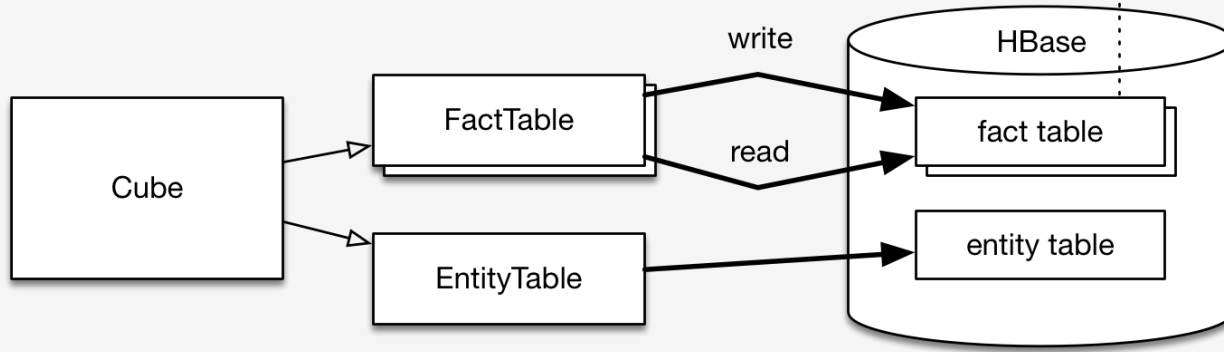 write
HBase
FactTable
fact table
read
Cube
entity table
EntityTable